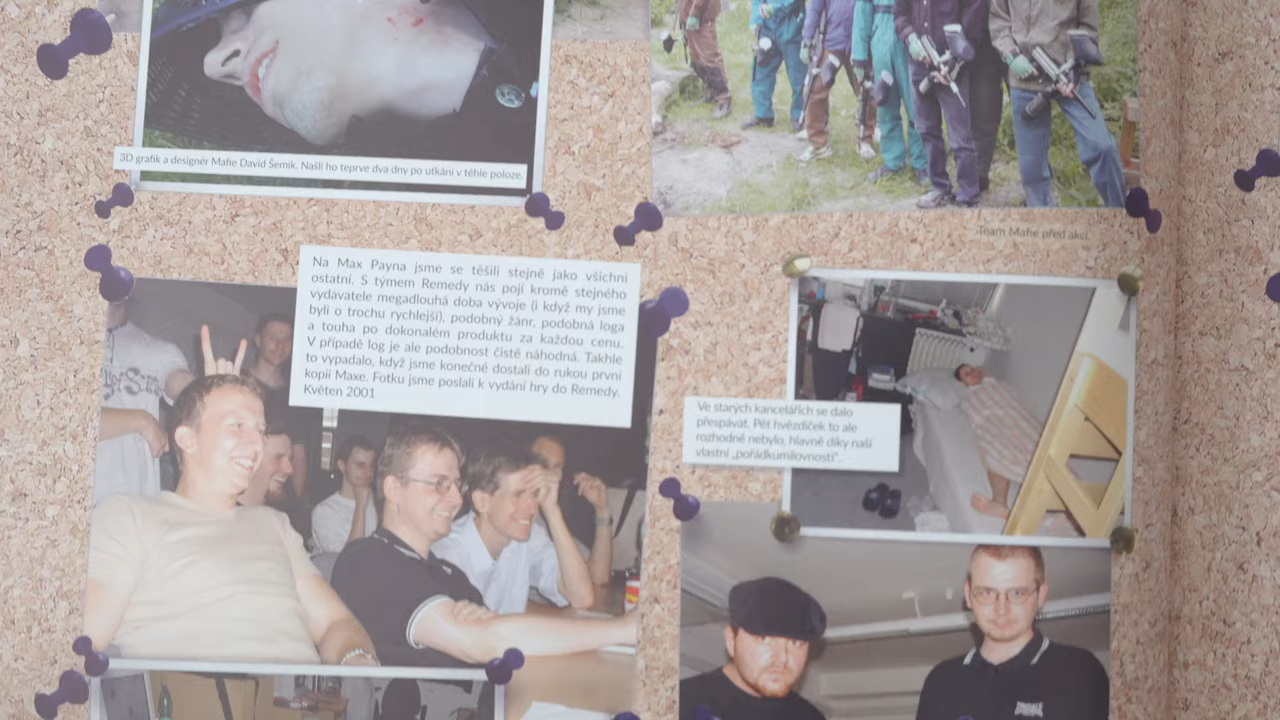 3D grafik a designér Mafie David Šemík. Našli ho teprve dva dny po utkání v téhle poloze.
Team Mafie před akcí.
Na Max Payna jsme se těšili stejně jako všichni
ostatní. S týmem Remedy nás pojí kromě stejného
vydavatele megadlouhá doba vývoje (i když my jsme
byli o trochu rychlejší), podobný žánr, podobná loga
a touha po dokonalém produktu za každou cenu.
V případě log je ale podobnost čistě náhodná. Takhle
to vypadalo, když jsme konečně dostali do rukou první
kopii Maxe. Fotku jsme poslali k vydání hry do Remedy.
Květen 2001
Ve starých kancelářích se dalo
přespávat. Pět hvězdiček to ale
rozhodně nebylo, hlavně díky naší
vlastní „pořádkumilovnosti".